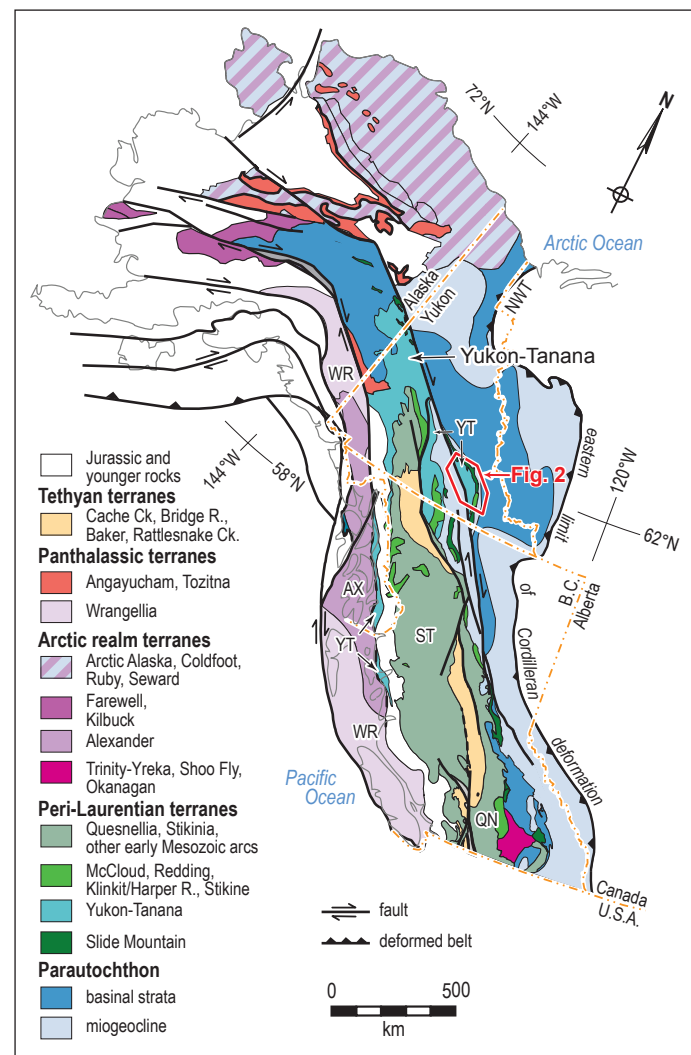 72°N
144°W
N
Arctic Ocean
Alaska
Yukon
NWT
Yukon-Tanana
WR
YT
Fig. 2
144°W
58°N
eastern
limit
120°W
62°N
of
Cordilleran
deformation
B.C.
Alberta
AX
ST
YT
WR
Pacific
Ocean
QN
Canada
U.S.A.
Jurassic and
younger rocks
Tethyan terranes
Cache Ck, Bridge R.,
Baker, Rattlesnake Ck.
Panthalassic terranes
Angayucham, Tozitna
Wrangellia
Arctic realm terranes
Arctic Alaska, Coldfoot,
Ruby, Seward
Farewell,
Kilbuck
Alexander
Trinity-Yreka, Shoo Fly,
Okanagan
Peri-Laurentian terranes
Quesnellia, Stikinia,
other early Mesozoic arcs
McCloud, Redding,
Klinkit/Harper R., Stikine
Yukon-Tanana
Slide Mountain
Parautochthon
basinal strata
miogeocline
fault
deformed belt
0 500
km